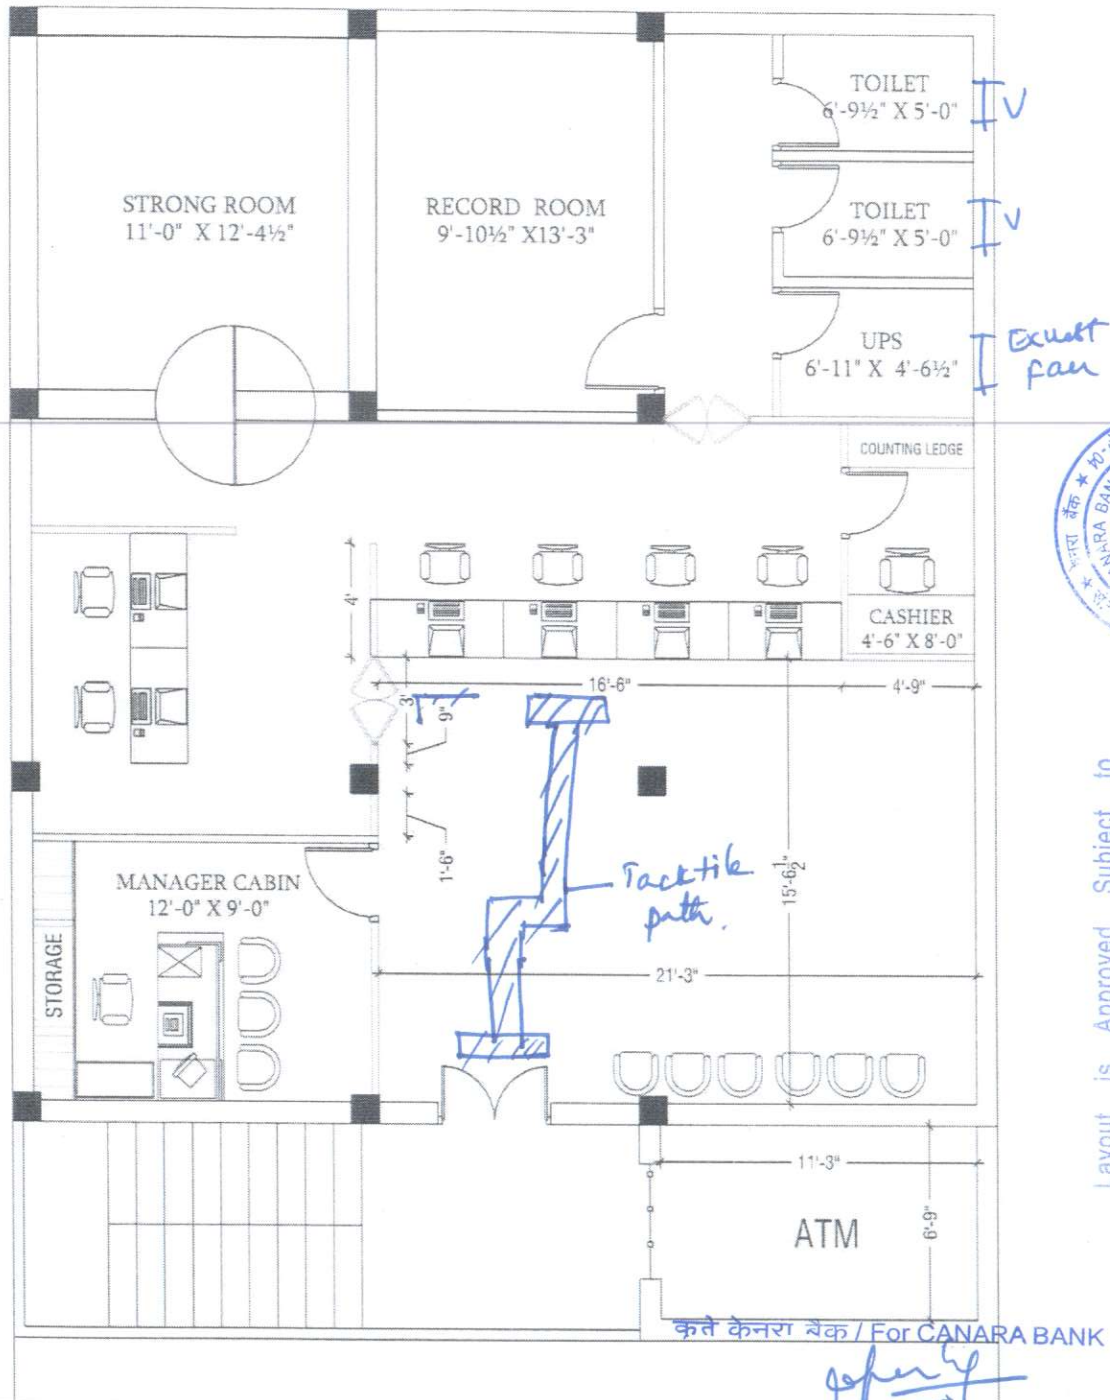 TOILET
6'-9½" X 5'-0"
V
STRONG ROOM
11'-0" X 12'-4½"
RECORD ROOM
9'-10½" X13'-3"
TOILET
6'-9½" X 5'-0"
V
UPS
6'-11" X 4'-6½"
Exuast
fan
COUNTING LEDGE
CASHIER
4'-6" X 8'-0"
4'
16'-6"
4'-9"
3'
9"
1'-6"
Tacktile
path.
15'-6½"
MANAGER CABIN
12'-0" X 9'-0"
STORAGE
21'-3"
Layout is Approved Subject to
11'-3"
6'-9"
ATM
कृते केनरा बैंक / For CANARA BANK